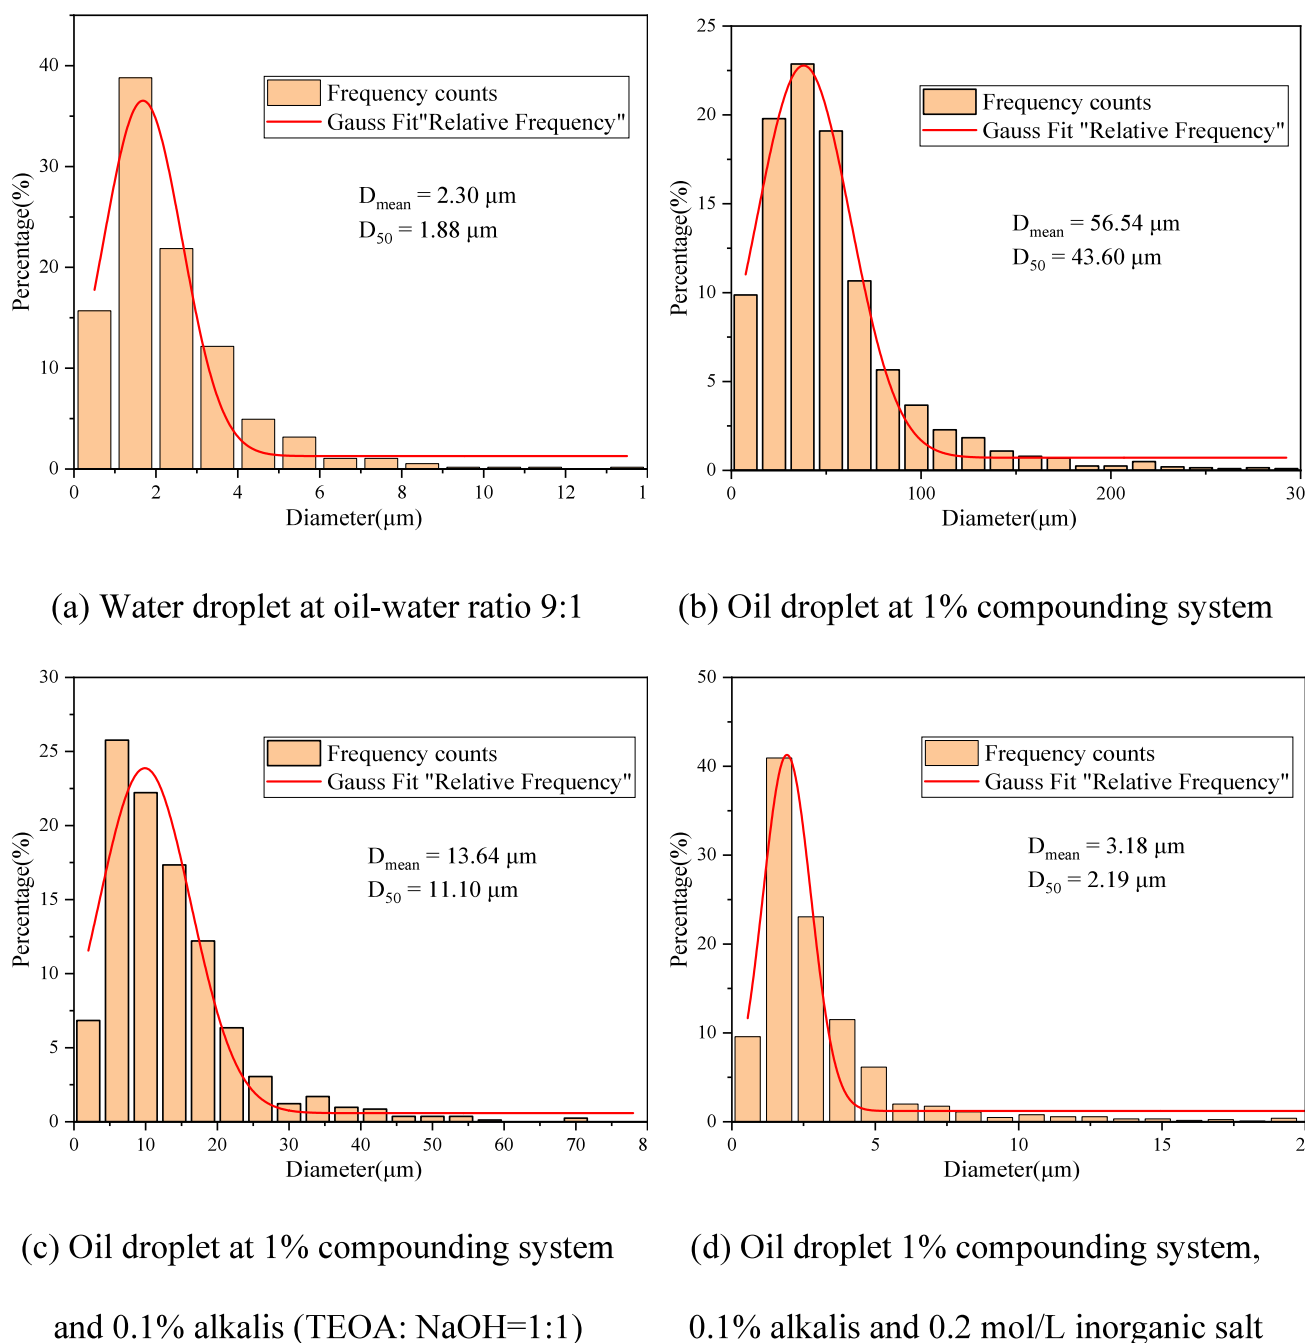 40
30
20
10
0
Percentage(%)
Frequency counts
Gauss Fit"Relative Frequency"
D_mean = 2.30 μm
D_50 = 1.88 μm
0 2 4 6 8 10 12 1
Diameter(μm)
(a) Water droplet at oil-water ratio 9:1
25
20
15
10
5
0
Percentage(%)
Frequency counts
Gauss Fit "Relative Frequency"
D_mean = 56.54 μm
D_50 = 43.60 μm
0 100 200 30
Diameter(μm)
(b) Oil droplet at 1% compounding system
30
25
20
15
10
5
0
Percentage(%)
Frequency counts
Gauss Fit "Relative Frequency"
D_mean = 13.64 μm
D_50 = 11.10 μm
0 10 20 30 40 50 60 70 8
Diameter(μm)
(c) Oil droplet at 1% compounding system
and 0.1% alkalis (TEOA: NaOH=1:1)
50
40
30
20
10
0
Percentage(%)
Frequency counts
Gauss Fit "Relative Frequency"
D_mean = 3.18 μm
D_50 = 2.19 μm
0 5 10 15 2
Diameter(μm)
(d) Oil droplet 1% compounding system,
0.1% alkalis and 0.2 mol/L inorganic salt